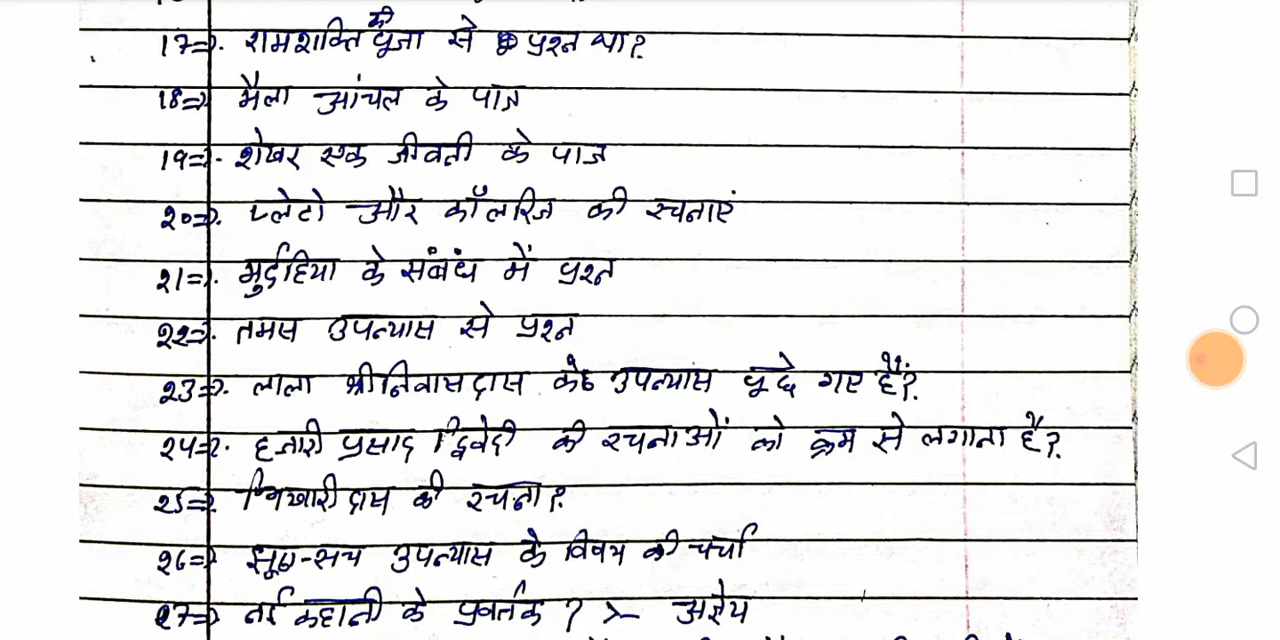 17⇒. राम शक्ति की पूजा से प्रश्न था?
18⇒ मैला आंचल के पात्र
19⇒. शेखर एक जीवनी के पात्र
20⇒. प्लेटो और कॉलरिज की रचनाएं
21⇒. मुर्दहिया के संबंध में प्रश्न
22⇒. तमस उपन्यास से प्रश्न
23⇒. लाला श्रीनिवासदास के उपन्यास पूछे गए हैं?
24⇒. हजारी प्रसाद द्विवेदी की रचनाओं को क्रम से लगाना है?
25⇒. भिखारी दास की रचना?
26⇒ झूठा-सच उपन्यास के विषय की चर्चा
27⇒ नई कहानी के प्रवर्तक? > अज्ञेय